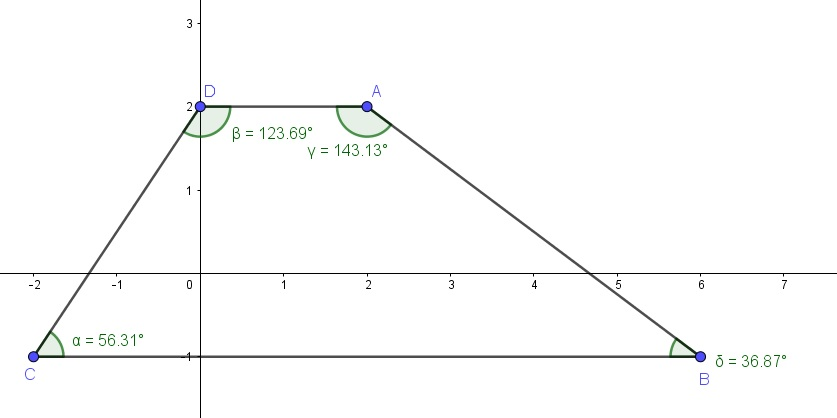 3
D
A
2
β = 123.69°
γ = 143.13°
1
-2 -1 0 1 2 3 4 5 6 7
α = 56.31°
-1
δ = 36.87°
C
B